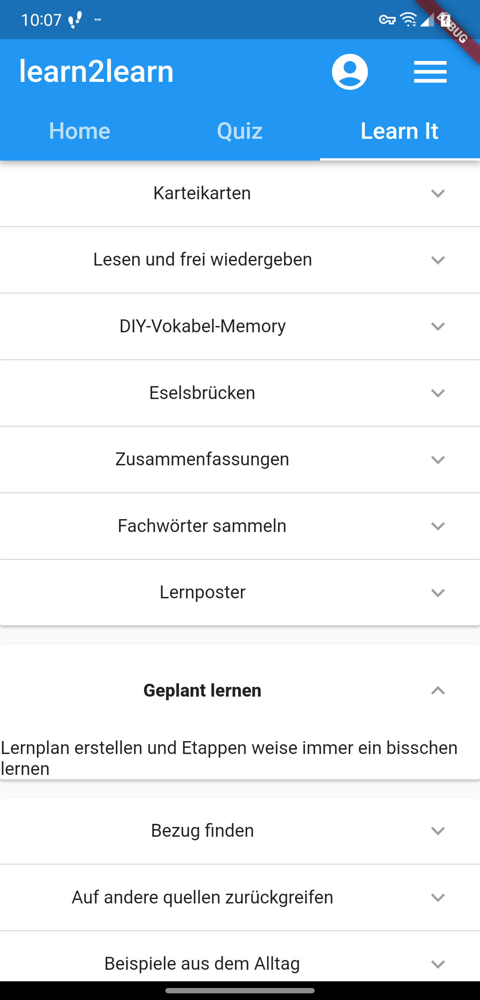 10:07
DEBUG
learn2learn
Home
Quiz
Learn It
Karteikarten
Lesen und frei wiedergeben
DIY-Vokabel-Memory
Eselsbrücken
Zusammenfassungen
Fachwörter sammeln
Lernposter
Geplant lernen
Lernplan erstellen und Etappen weise immer ein bisschen
lernen
Bezug finden
Auf andere quellen zurückgreifen
Beispiele aus dem Alltag